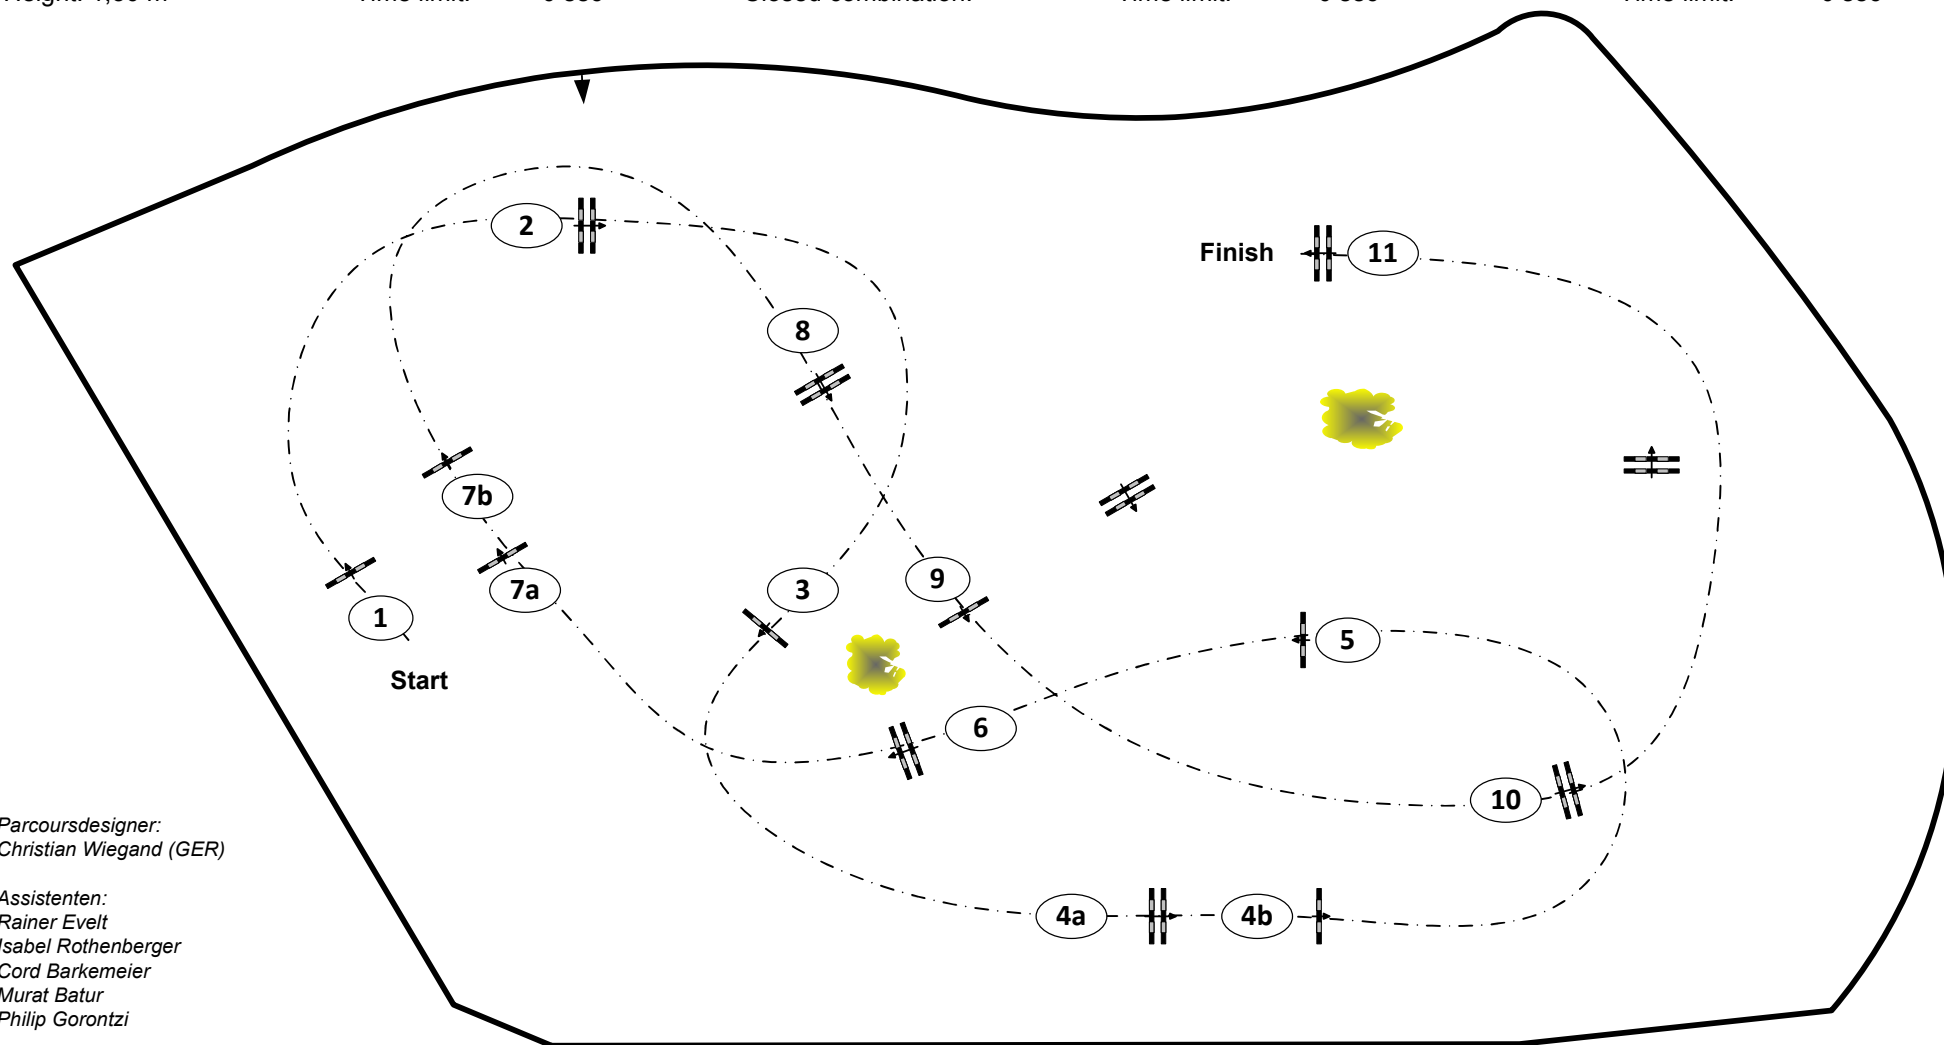 2
Finish
11
8
7b
7a
3
9
1
5
Start
6
10
Parcoursdesigner:
Christian Wiegand (GER)
4a
4b
Assistenten:
Rainer Evelt
Isabel Rothenberger
Cord Barkemeier
Murat Batur
Philip Gorontzi